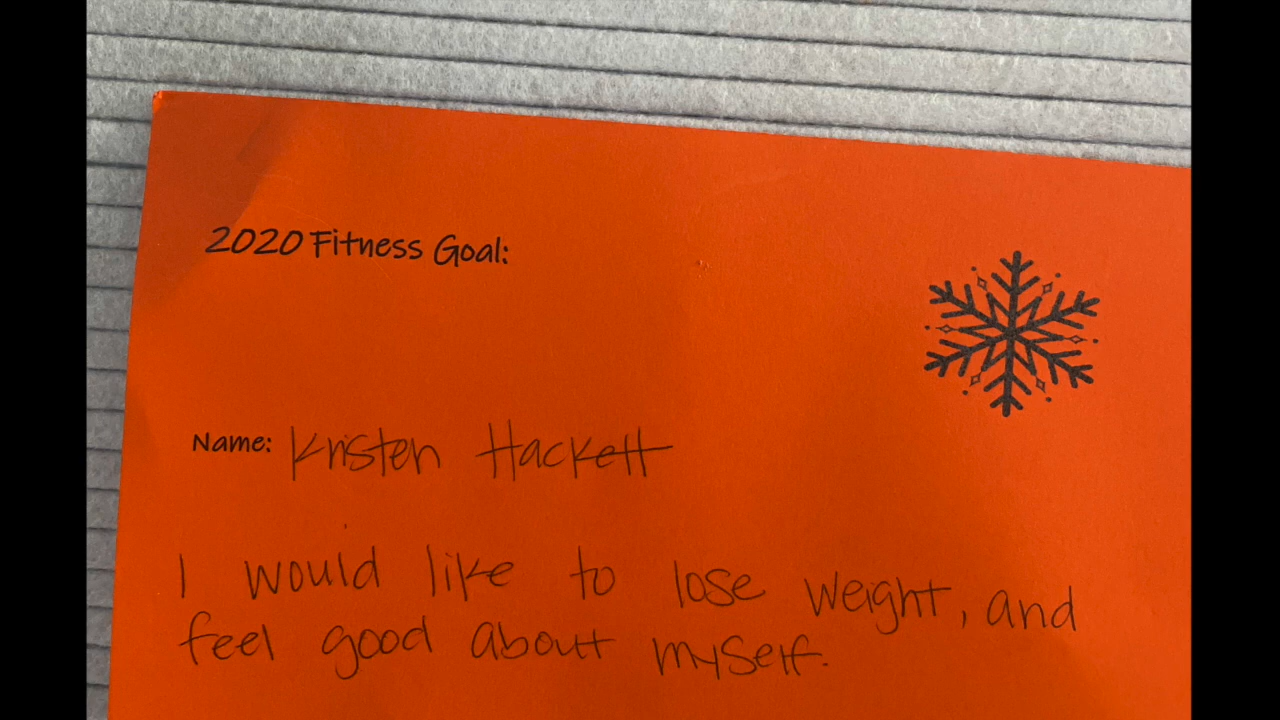 2020 Fitness Goal:
Name: Kristen Hackett
I would like to lose weight, and
feel good about myself.